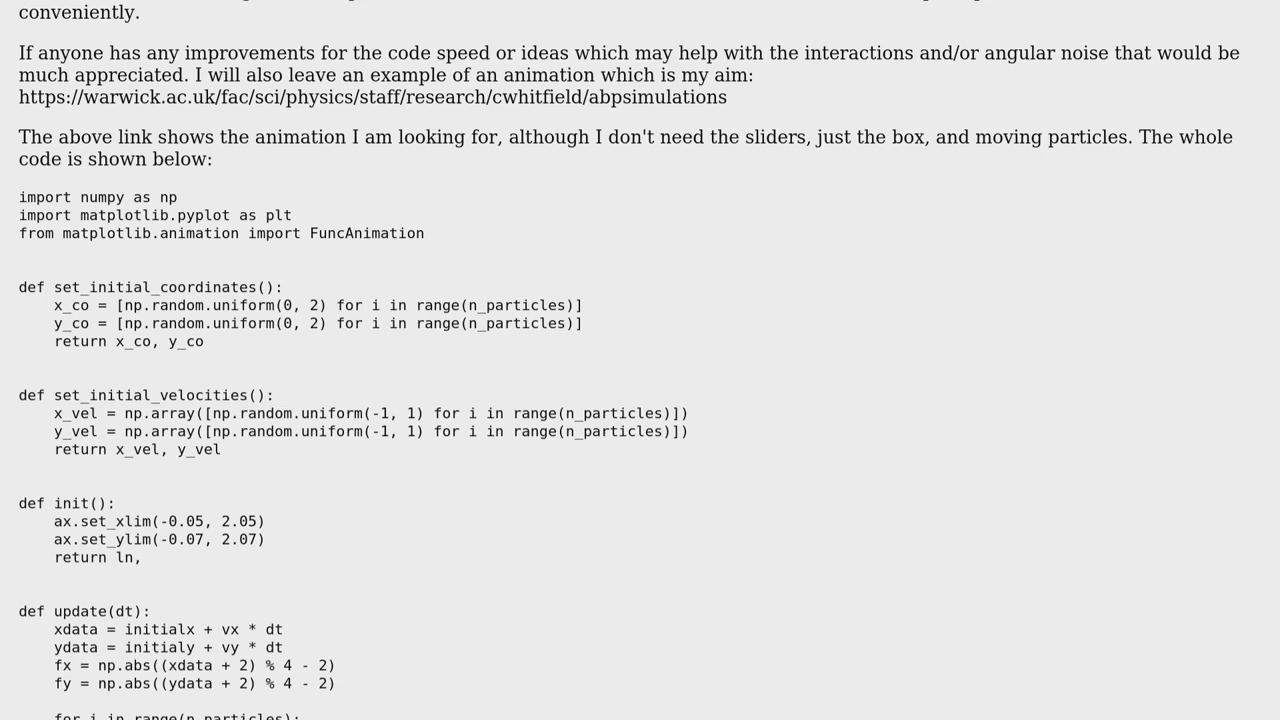 conveniently.
If anyone has any improvements for the code speed or ideas which may help with the interactions and/or angular noise that would be
much appreciated. I will also leave an example of an animation which is my aim:
https://warwick.ac.uk/fac/sci/physics/staff/research/cwhitfield/abpsimulations
The above link shows the animation I am looking for, although I don't need the sliders, just the box, and moving particles. The whole
code is shown below:
import numpy as np
import matplotlib.pyplot as plt
from matplotlib.animation import FuncAnimation
def set_initial_coordinates():
    x_co = [np.random.uniform(0, 2) for i in range(n_particles)]
    y_co = [np.random.uniform(0, 2) for i in range(n_particles)]
    return x_co, y_co
def set_initial_velocities():
    x_vel = np.array([np.random.uniform(-1, 1) for i in range(n_particles)])
    y_vel = np.array([np.random.uniform(-1, 1) for i in range(n_particles)])
    return x_vel, y_vel
def init():
    ax.set_xlim(-0.05, 2.05)
    ax.set_ylim(-0.07, 2.07)
    return ln,
def update(dt):
    xdata = initialx + vx * dt
    ydata = initialy + vy * dt
    fx = np.abs((xdata + 2) % 4 - 2)
    fy = np.abs((ydata + 2) % 4 - 2)
    for i in range(n_particles):